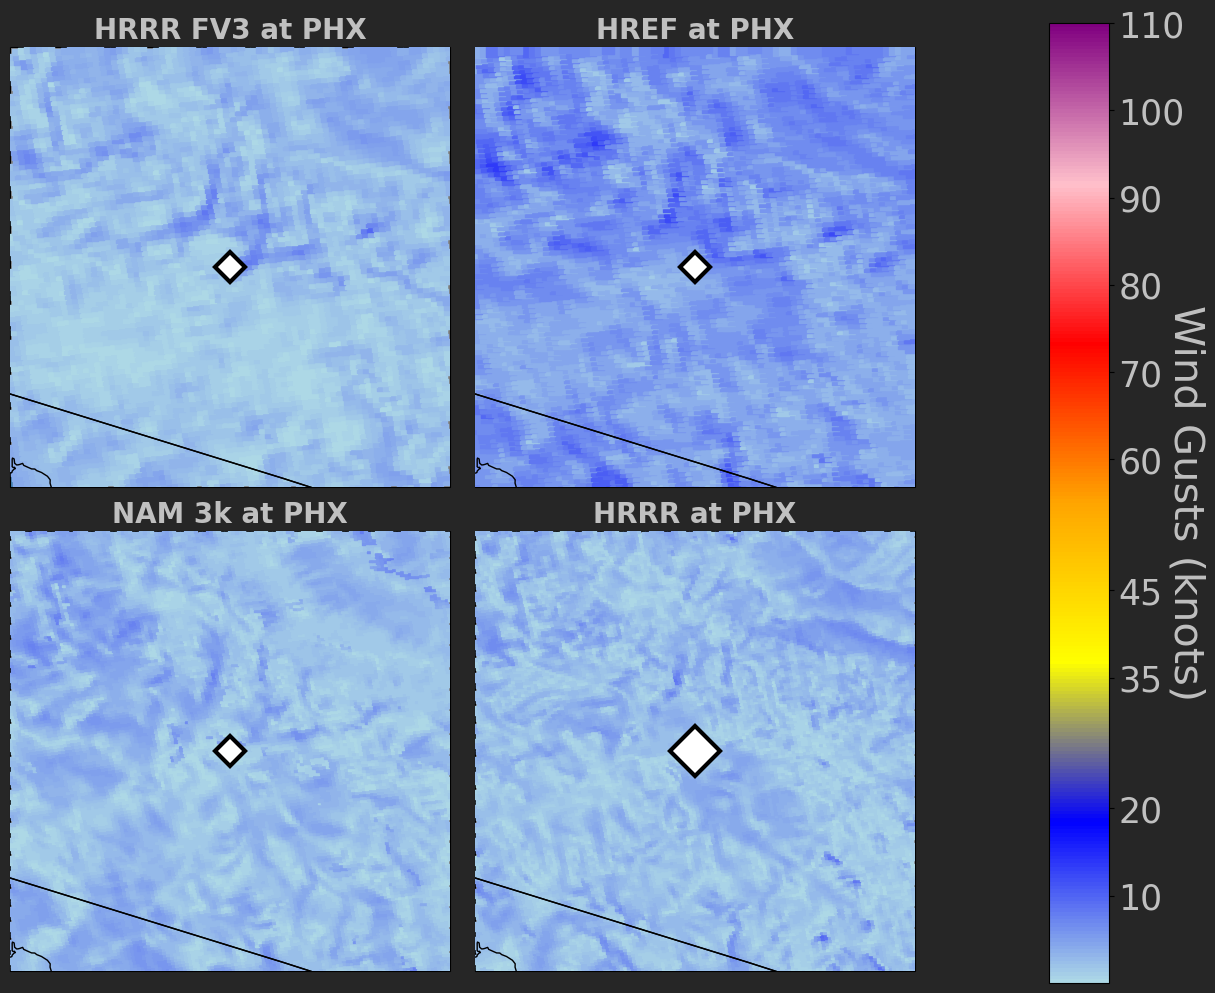 HRRR FV3 at PHX
HREF at PHX
NAM 3k at PHX
HRRR at PHX
110
100
90
80
70
60
45
35
20
10
Wind Gusts (knots)